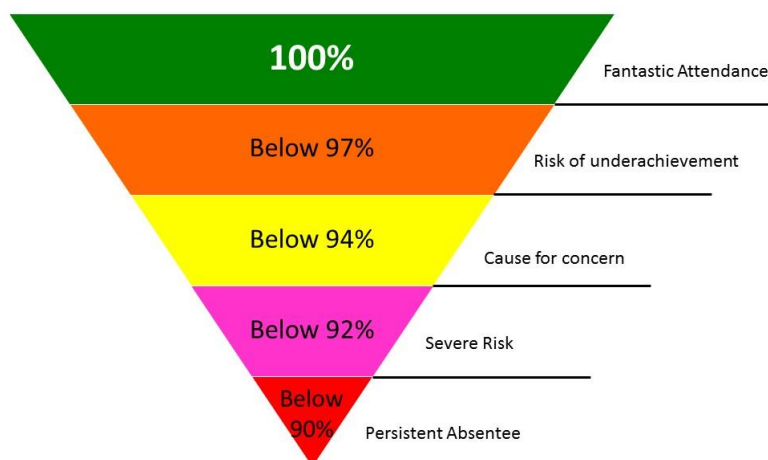 100%
Fantastic Attendance
Below 97%
Risk of underachievement
Below 94%
Cause for concern
Below 92%
Severe Risk
Below
90%
Persistent Absentee